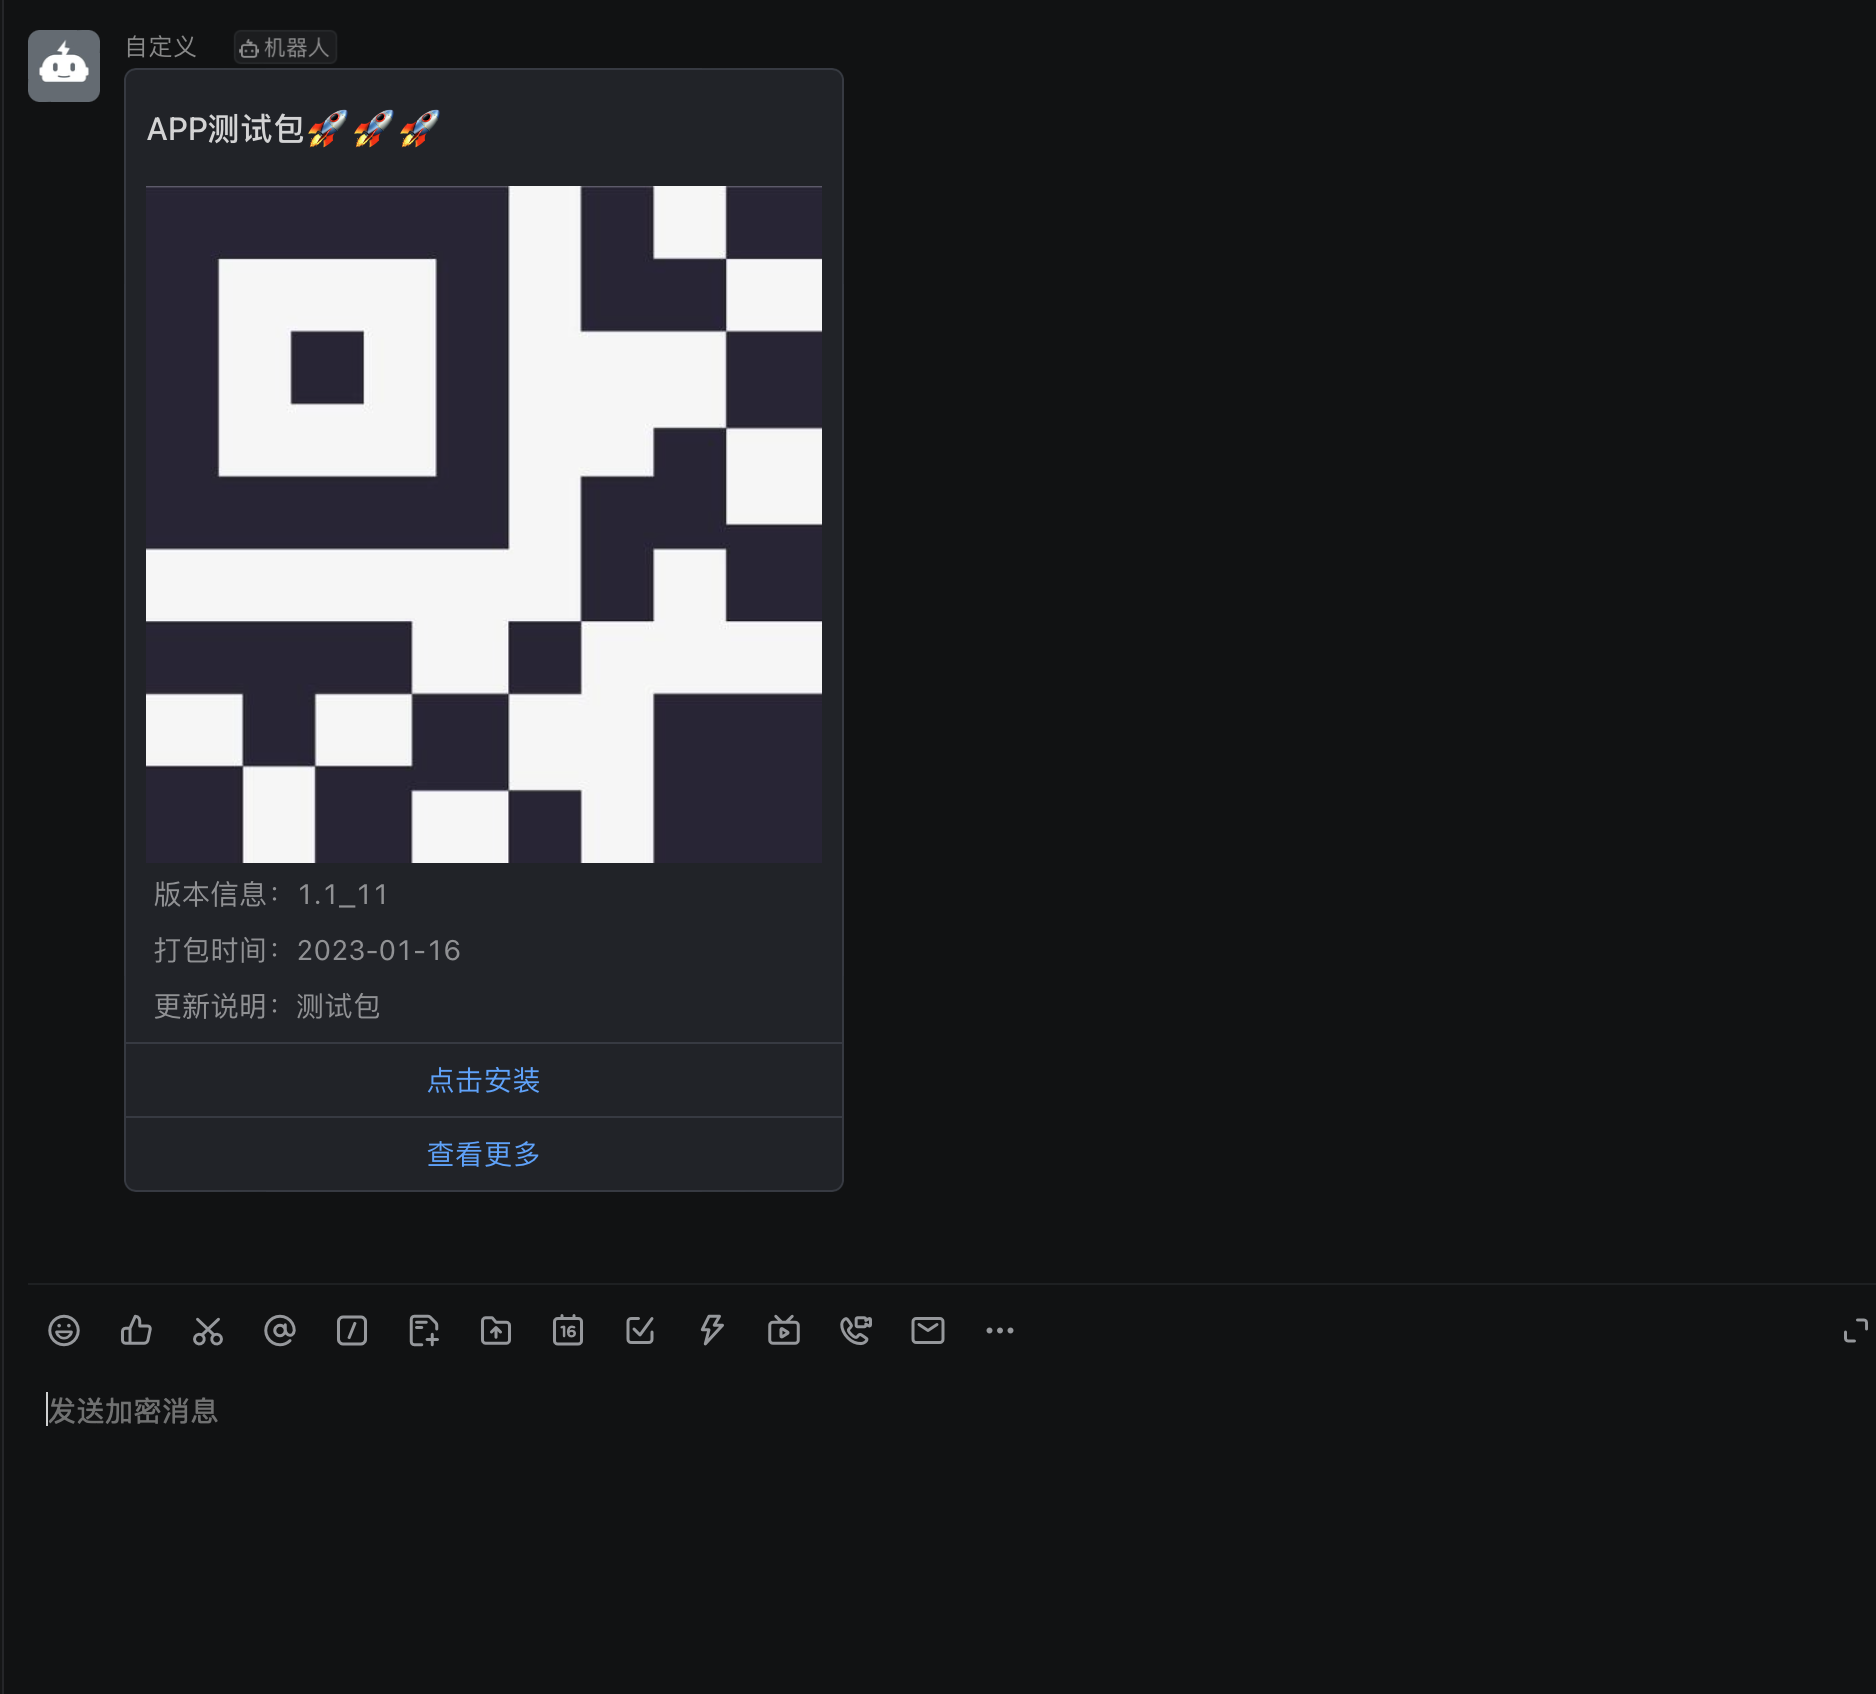 自定义 机器人
APP测试包🚀🚀🚀
版本信息：1.1_11
打包时间：2023-01-16
更新说明：测试包
点击安装
查看更多
16
发送加密消息